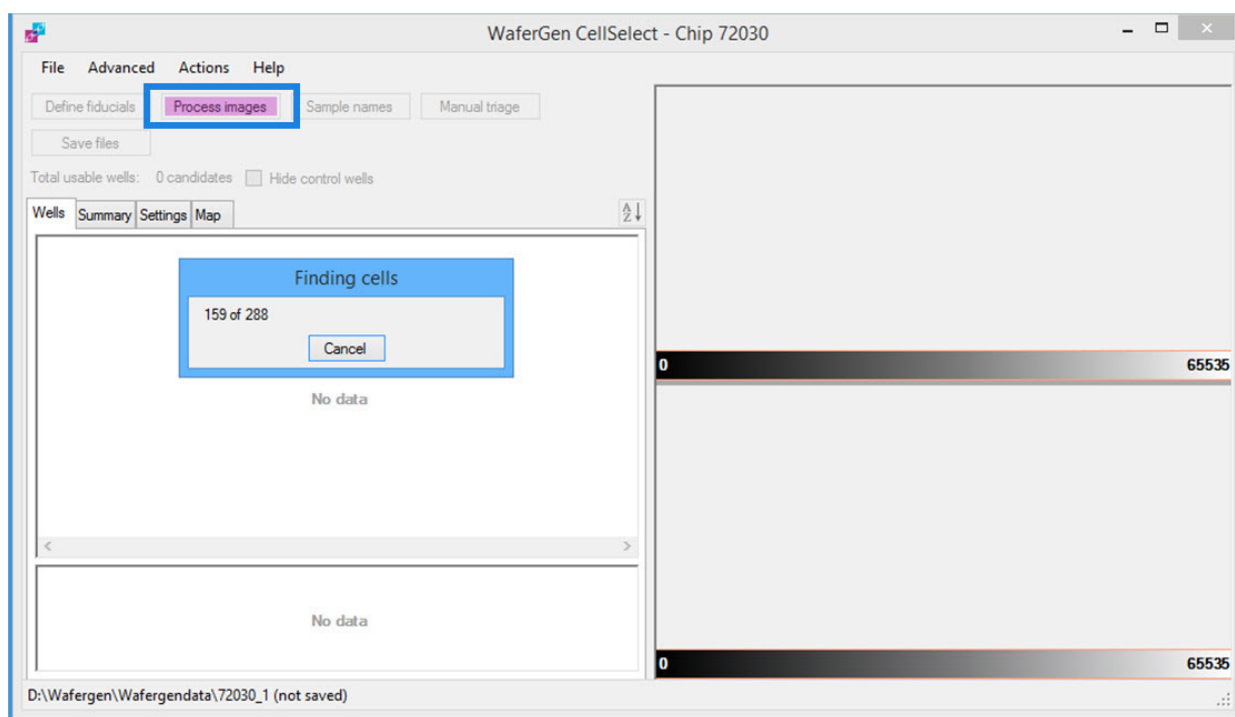 WaferGen CellSelect - Chip 72030
File Advanced Actions Help
Define fiducials Process images Sample names Manual triage
Save files
Total usable wells: 0 candidates Hide control wells
Wells Summary Settings Map A Z
Finding cells
159 of 288
Cancel
No data
0 65535
No data
0 65535
D:\Wafergen\Wafergendata\72030_1 (not saved)